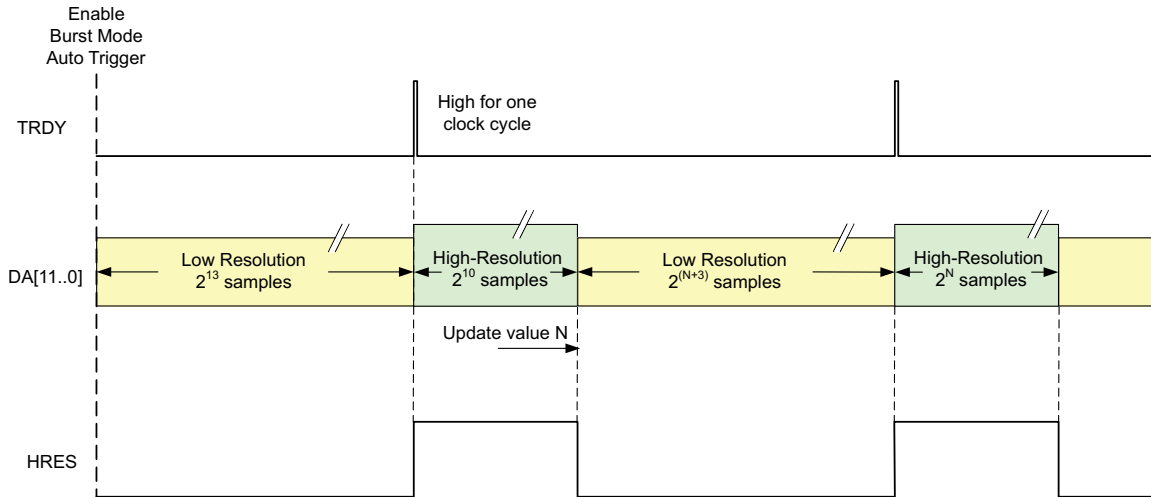 Enable
Burst Mode
Auto Trigger
TRDY
High for one
clock cycle
DA[11..0]
Low Resolution
2^13 samples
High-Resolution
2^10 samples
Low Resolution
2^(N+3) samples
High-Resolution
2^N samples
Update value N
HRES